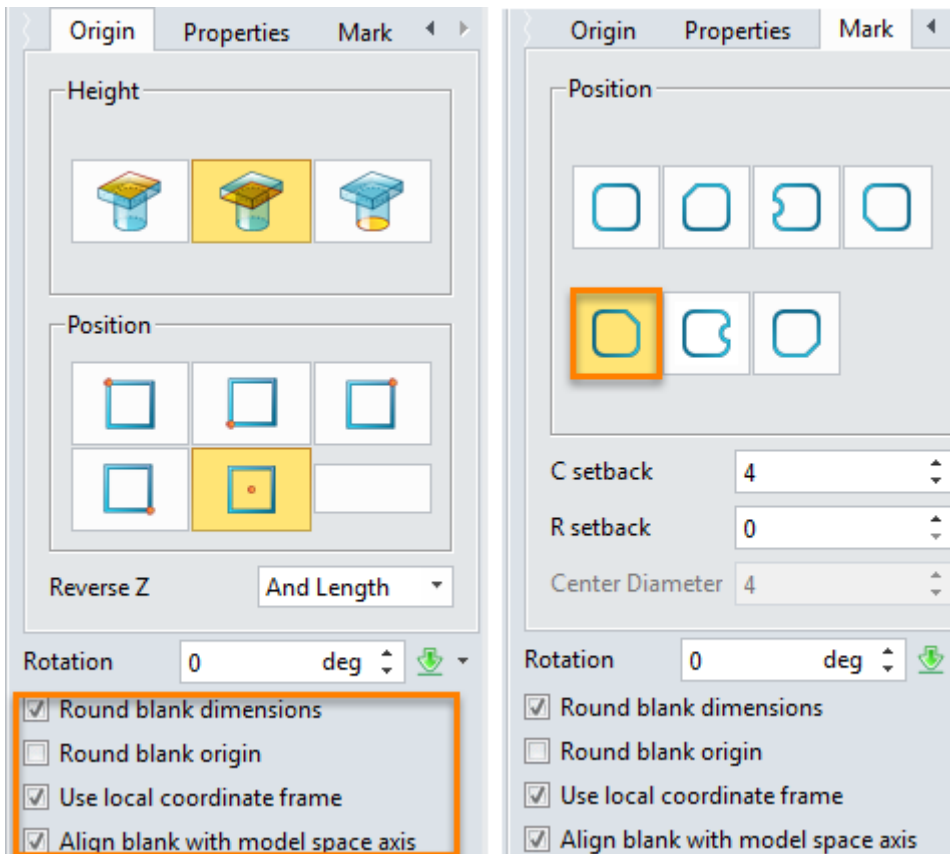 Origin Properties Mark
Height
Position
Reverse Z And Length
Rotation 0 deg
Round blank dimensions
Round blank origin
Use local coordinate frame
Align blank with model space axis
Origin Properties Mark
Position
C setback 4
R setback 0
Center Diameter 4
Rotation 0 deg
Round blank dimensions
Round blank origin
Use local coordinate frame
Align blank with model space axis